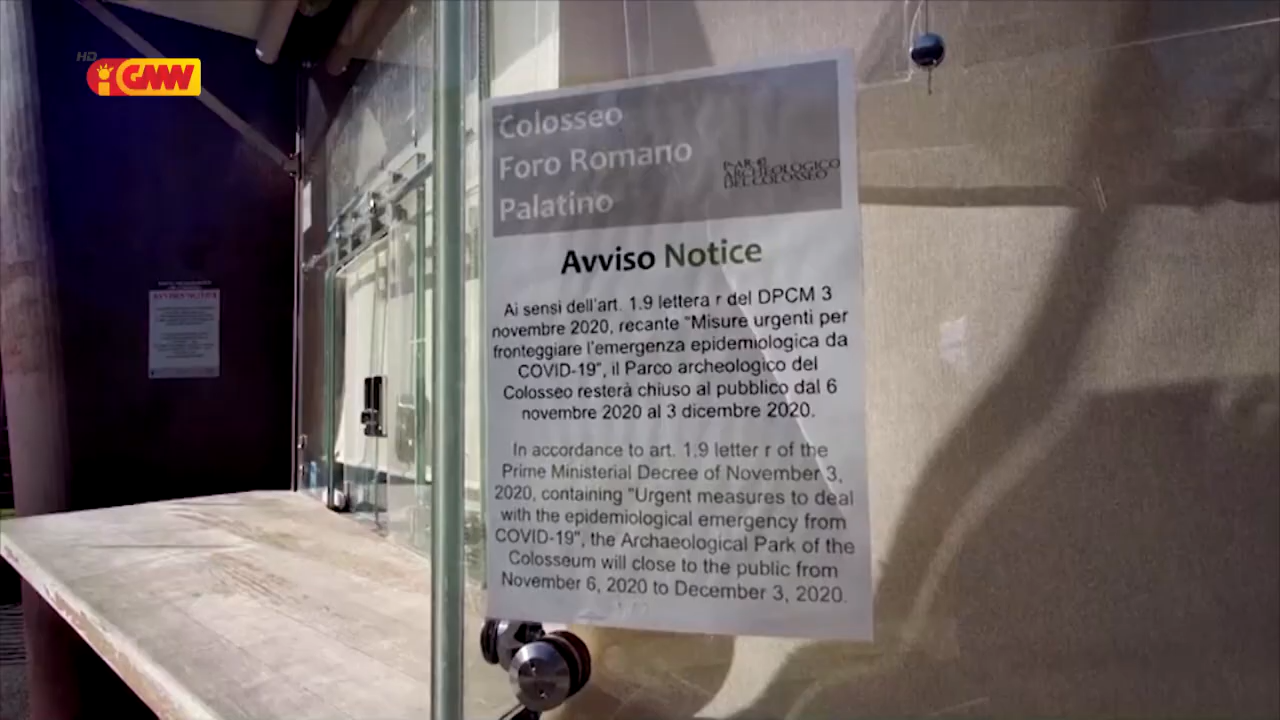 HD
iGMW
Colosseo
Foro Romano
Palatino
ARCHEOLOGICO
DEL COLOSSEO
Avviso Notice
Ai sensi dell'art. 1.9 lettera r del DPCM 3
novembre 2020, recante "Misure urgenti per
fronteggiare l'emergenza epidemiologica da
COVID-19", il Parco archeologico del
Colosseo resterà chiuso al pubblico dal 6
novembre 2020 al 3 dicembre 2020.
In accordance to art. 1.9 letter r of the
Prime Ministerial Decree of November 3,
2020, containing "Urgent measures to deal
with the epidemiological emergency from
COVID-19", the Archaeological Park of the
Colosseum will close to the public from
November 6, 2020 to December 3, 2020.